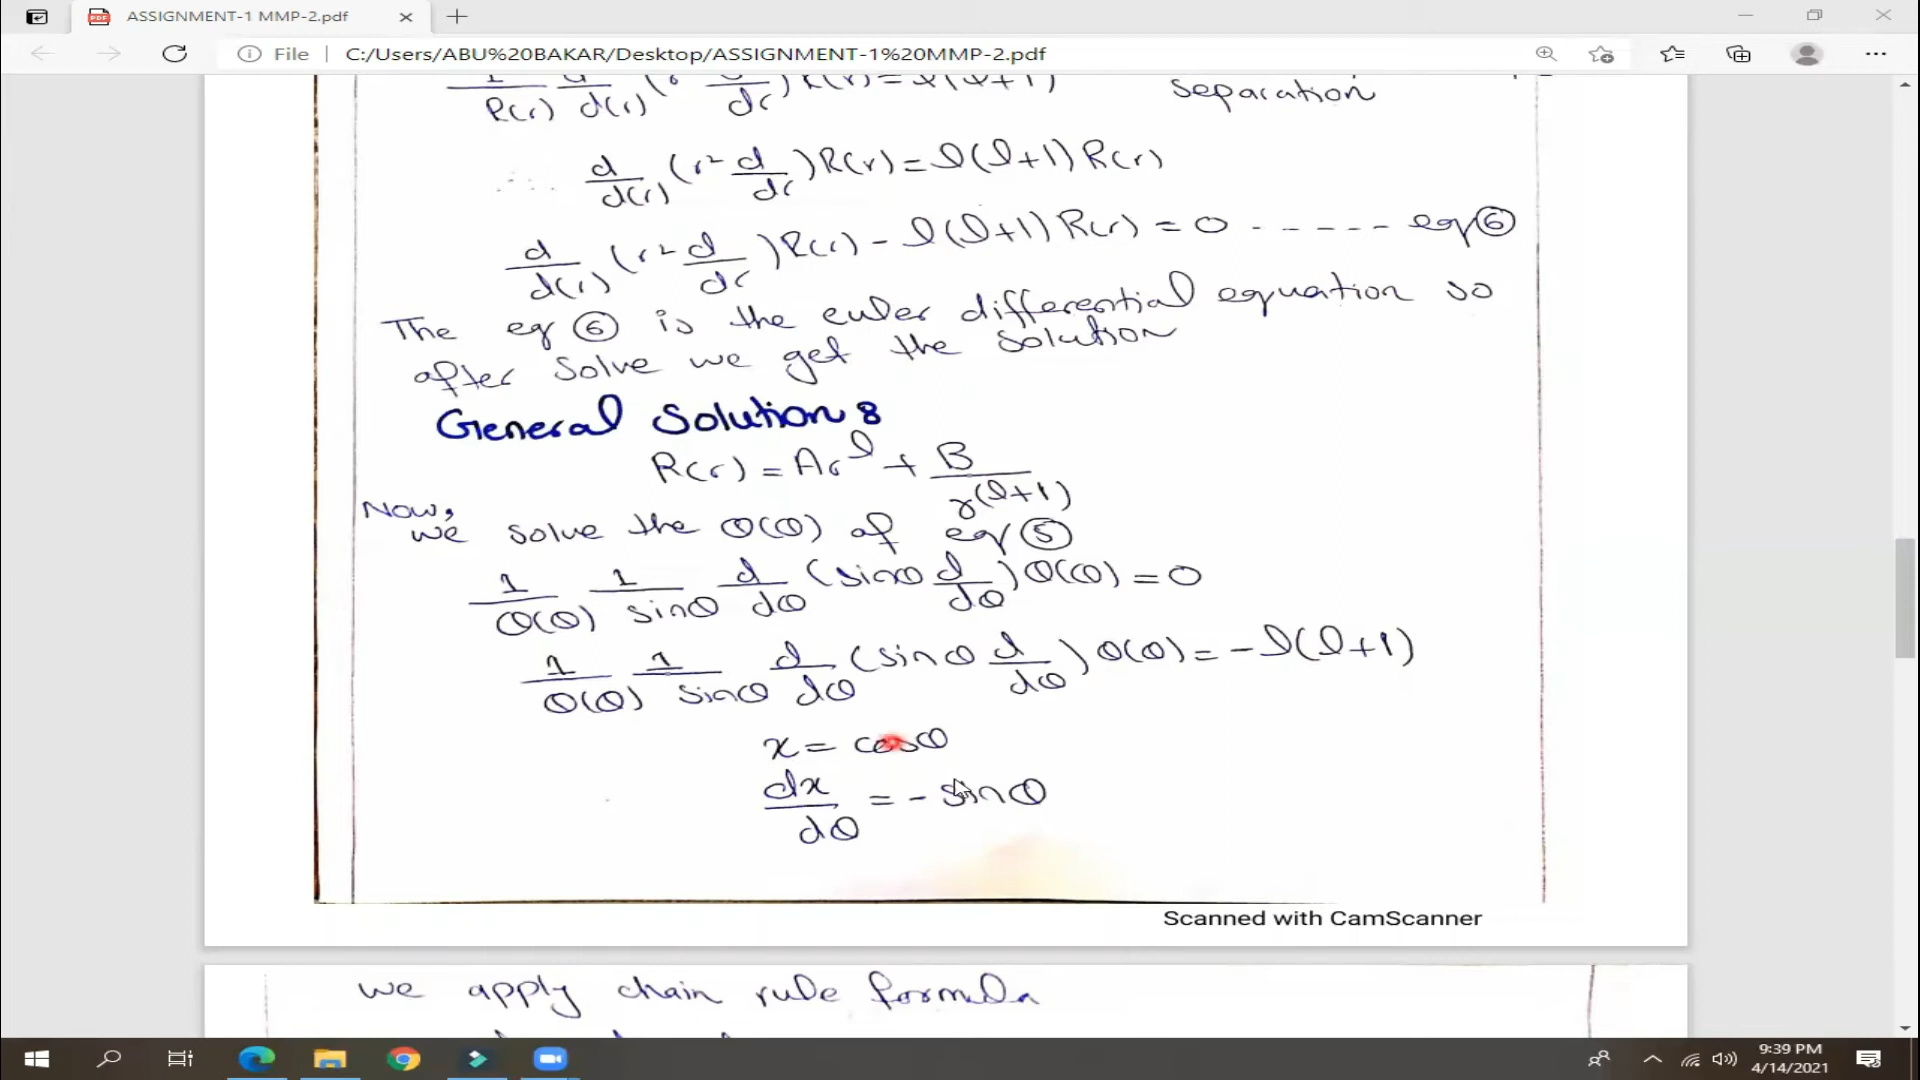 ASSIGNMENT-1 MMP-2.pdf
File | C:/Users/ABU%20BAKAR/Desktop/ASSIGNMENT-1%20MMP-2.pdf
1/R(r) d/d(r) ( d/dr ) R(r) = l(l+1)
separation
∴ d/d(r) (r² d/dr) R(r) = l(l+1) R(r)
d/d(r) (r² d/dr) R(r) - l(l+1) R(r) = 0 ------ eq ⑥
The eq ⑥ is the euler differential equation so
after solve we get the solution
General Solution :
R(r) = Ar^l + B/r^(l+1)
Now,
we solve the Θ(θ) of eq ⑤
1/Θ(θ) 1/sinθ d/dθ (sinθ d/dθ) Θ(θ) = 0
1/Θ(θ) 1/sinθ d/dθ (sinθ d/dθ) Θ(θ) = -l(l+1)
x = cosθ
dx/dθ = - sinθ
Scanned with CamScanner
we apply chain rule formula
9:39 PM
4/14/2021